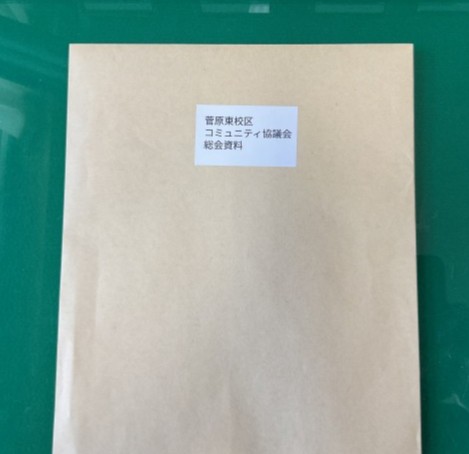 菅原東校区
コミュニティ協議会
総会資料